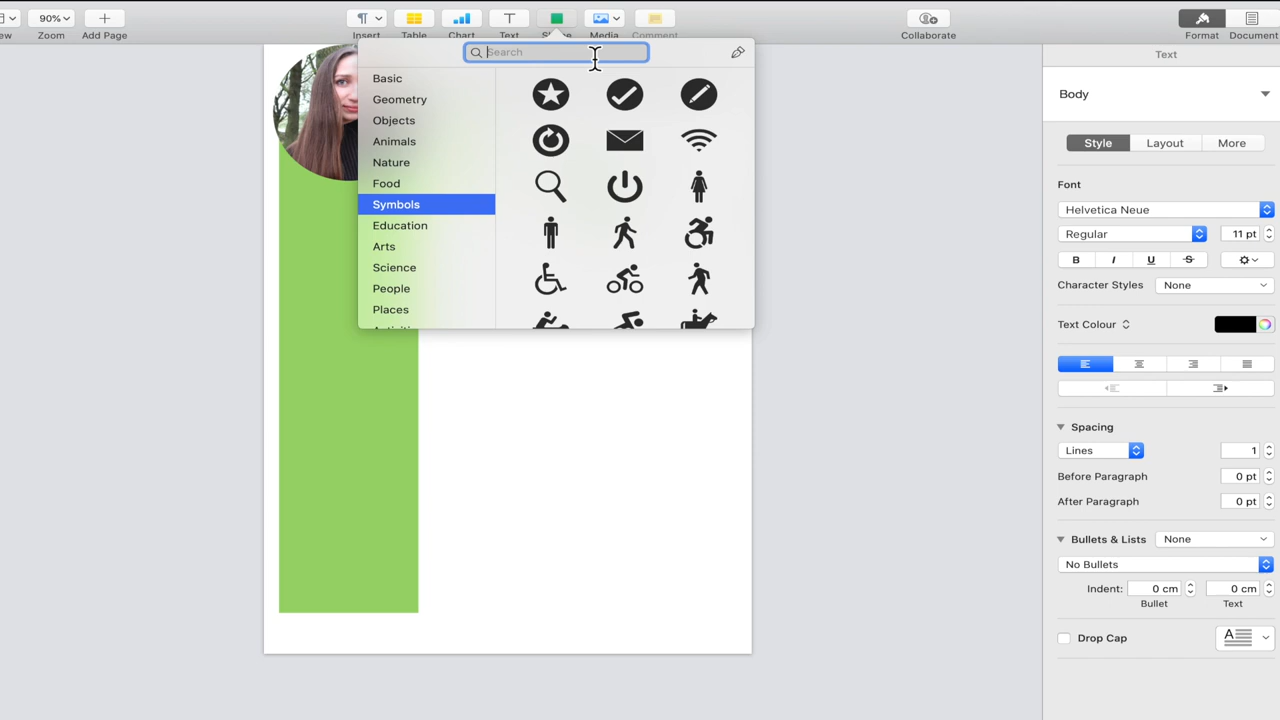 90%
ew
Zoom
Add Page
Insert
Table
Chart
Text
Media
Comment
Collaborate
Format
Document
Search
Basic
Geometry
Objects
Animals
Nature
Food
Symbols
Education
Arts
Science
People
Places
Text
Body
Style Layout More
Font
Helvetica Neue
Regular 11 pt
B I U S
Character Styles None
Text Colour
Spacing
Lines 1
Before Paragraph 0 pt
After Paragraph 0 pt
Bullets & Lists None
No Bullets
Indent: 0 cm 0 cm
Bullet Text
Drop Cap A